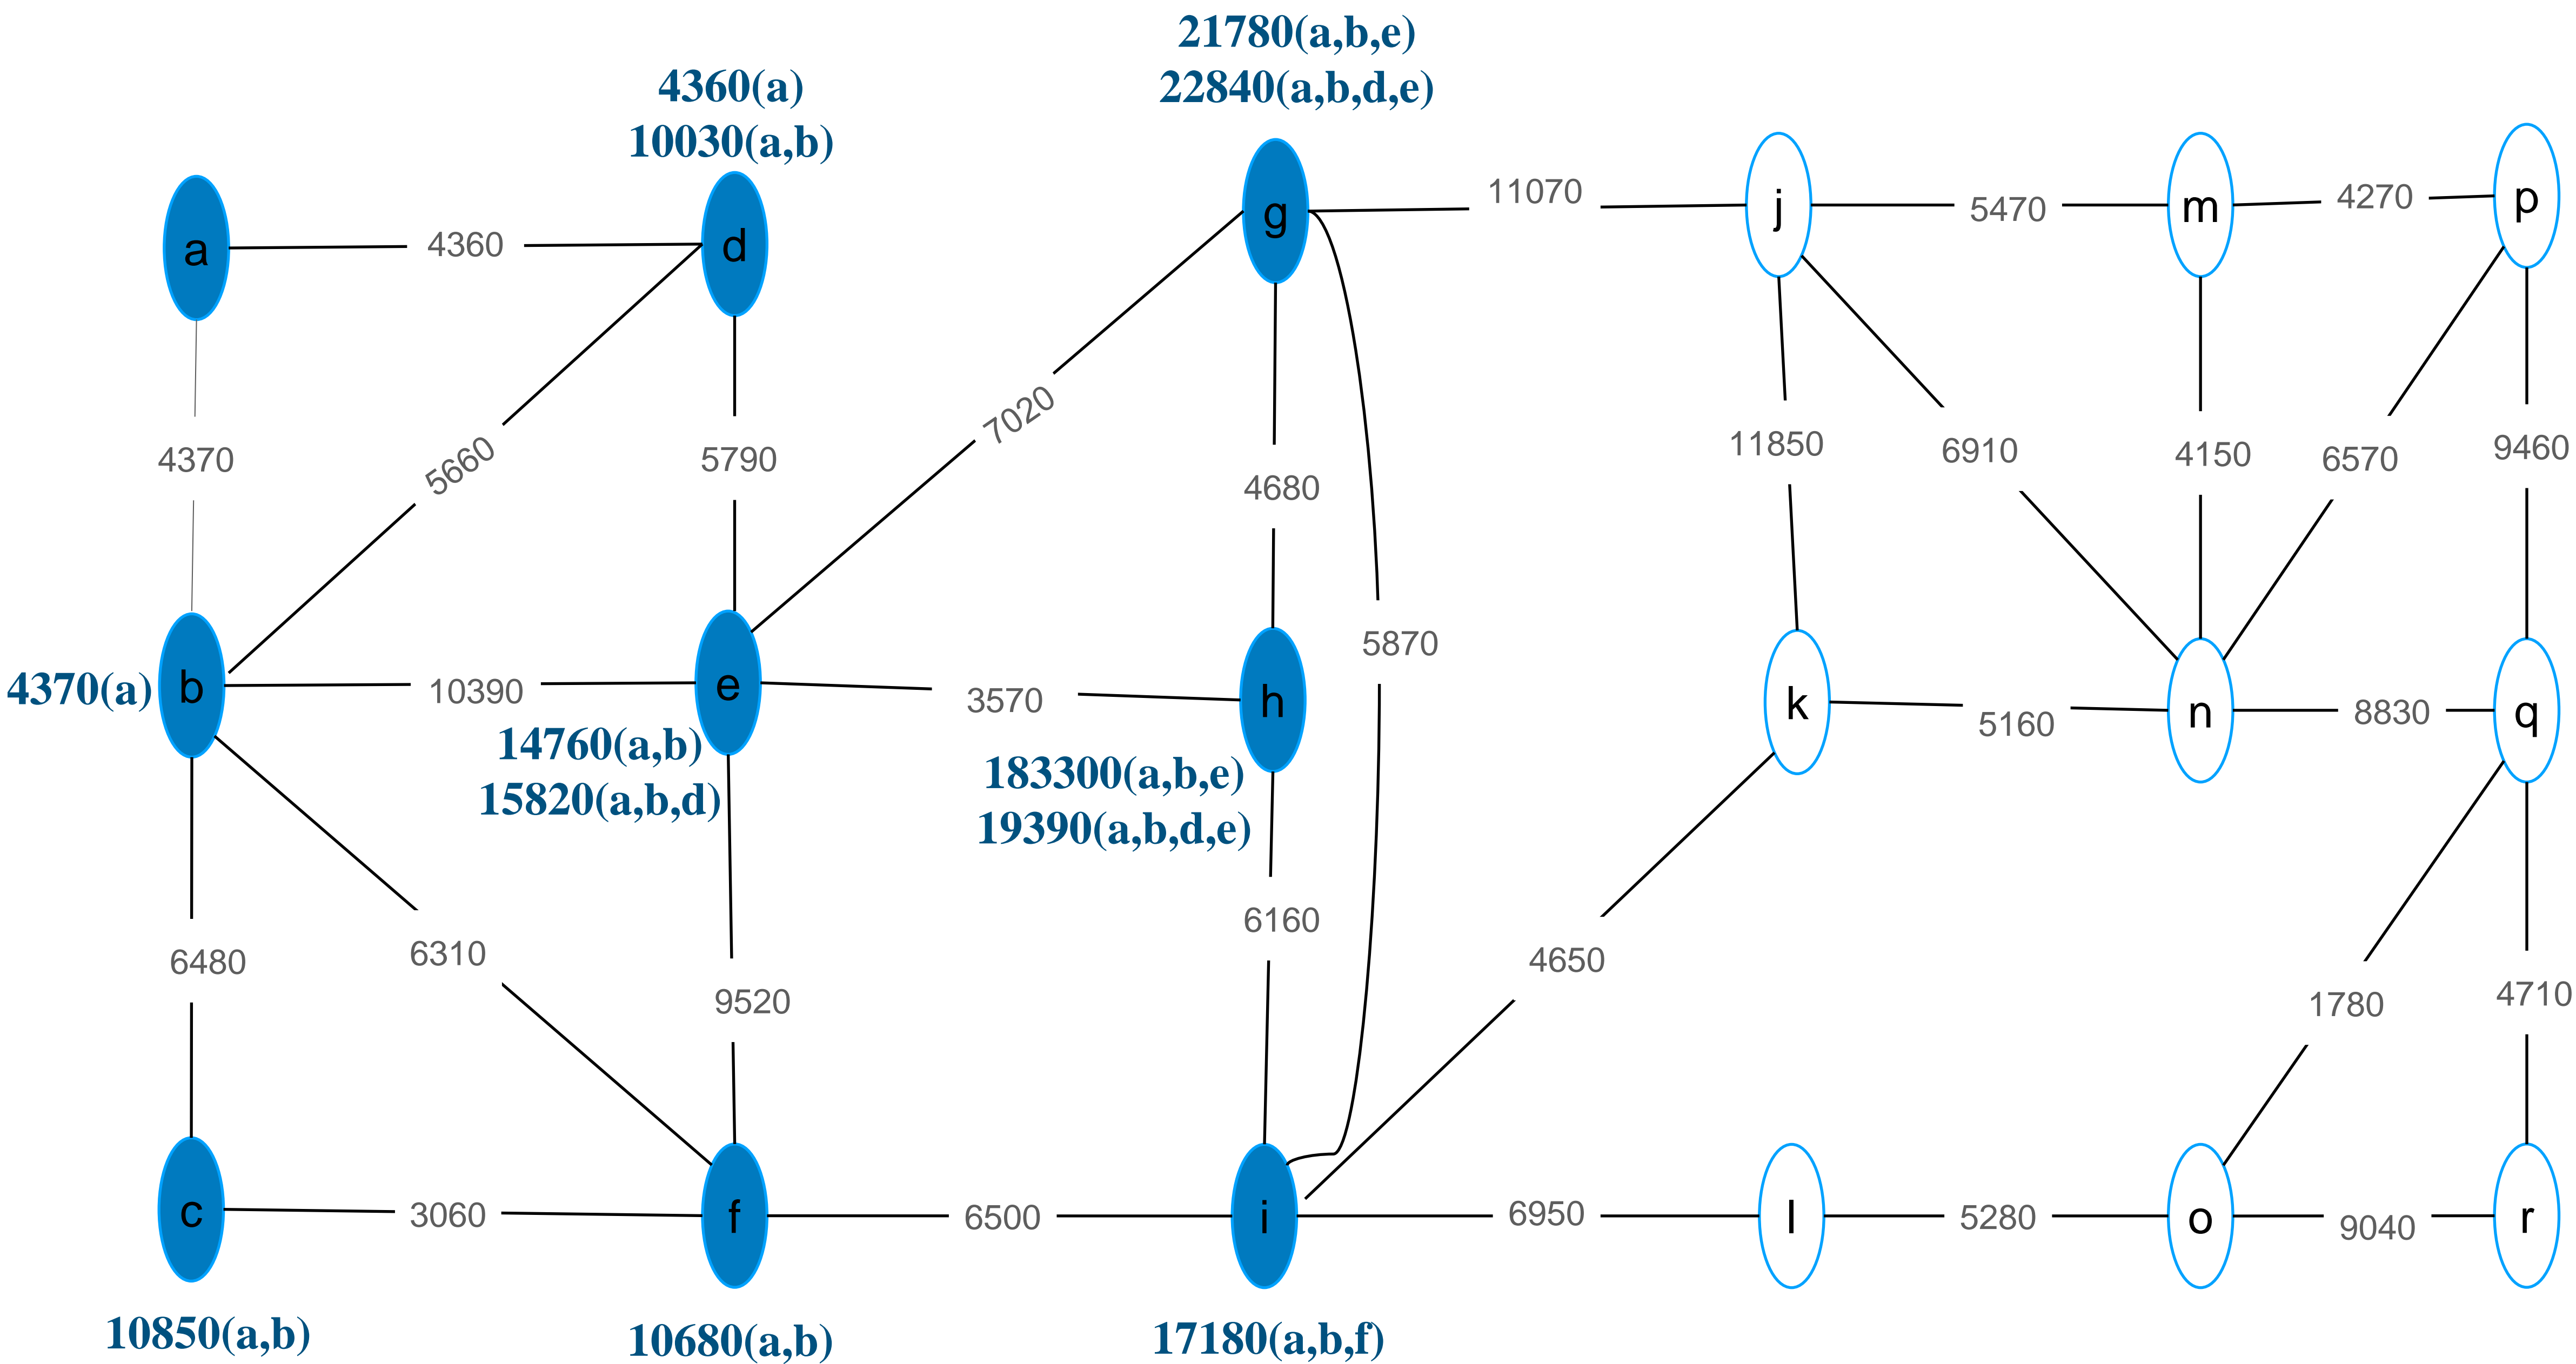 21780(a,b,e)
22840(a,b,d,e)
4360(a)
10030(a,b)
a
4360
d
g
11070
j
5470
m
4270
p
4370
5660
5790
7020
4680
5870
11850
6910
4150
6570
9460
4370(a)
b
10390
e
3570
h
k
5160
n
8830
q
14760(a,b)
15820(a,b,d)
183300(a,b,e)
19390(a,b,d,e)
6480
6310
9520
6160
4650
1780
4710
c
3060
f
6500
i
6950
l
5280
o
9040
r
10850(a,b)
10680(a,b)
17180(a,b,f)